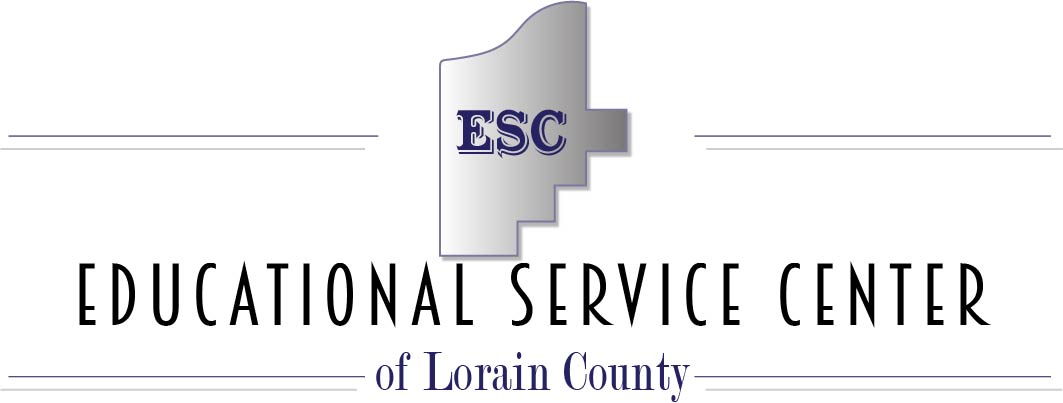 ESC
EDUCATIONAL SERVICE CENTER
of Lorain County